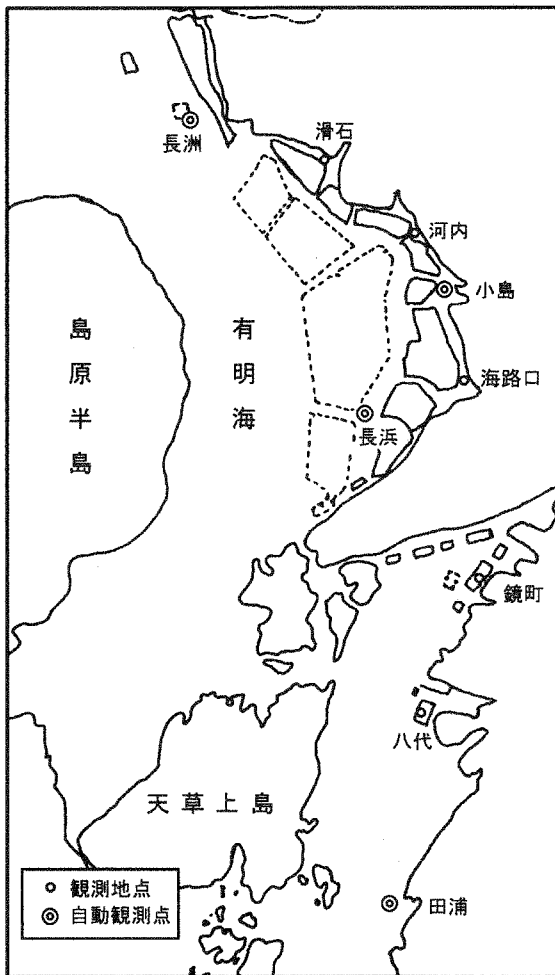 長洲
滑石
河内
小島
海路口
長浜
島原半島
有明海
鏡町
八代
天草上島
田浦
観測地点
自動観測点